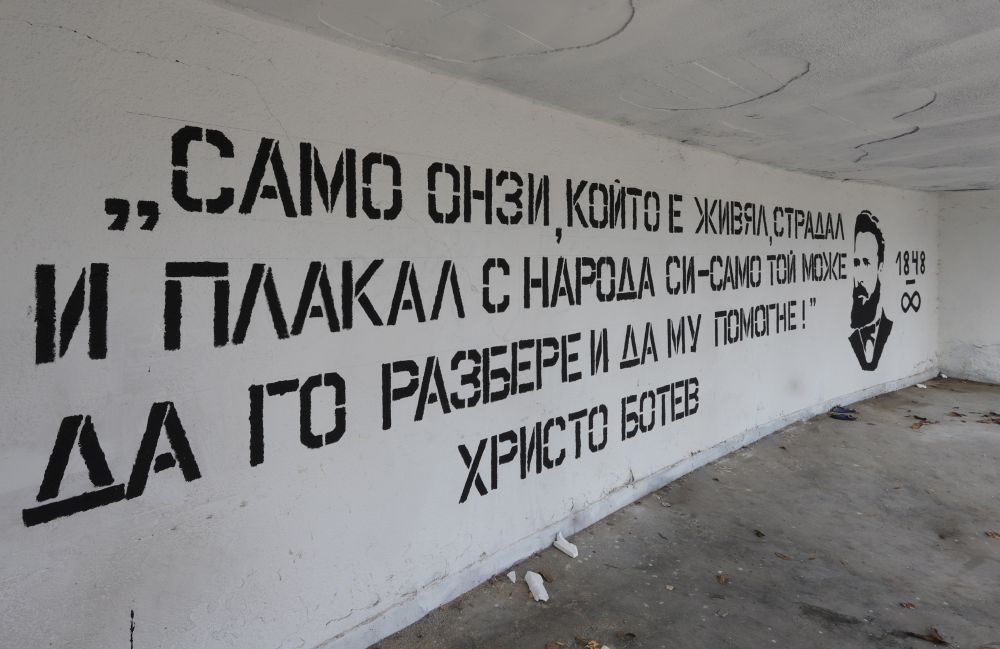 „САМО ОНЗИ, КОЙТО Е ЖИВЯЛ, СТРАДАЛ
И ПЛАКАЛ С НАРОДА СИ-САМО ТОЙ МОЖЕ
ДА ГО РАЗБЕРЕ И ДА МУ ПОМОГНЕ!”
ХРИСТО БОТЕВ
1848
∞